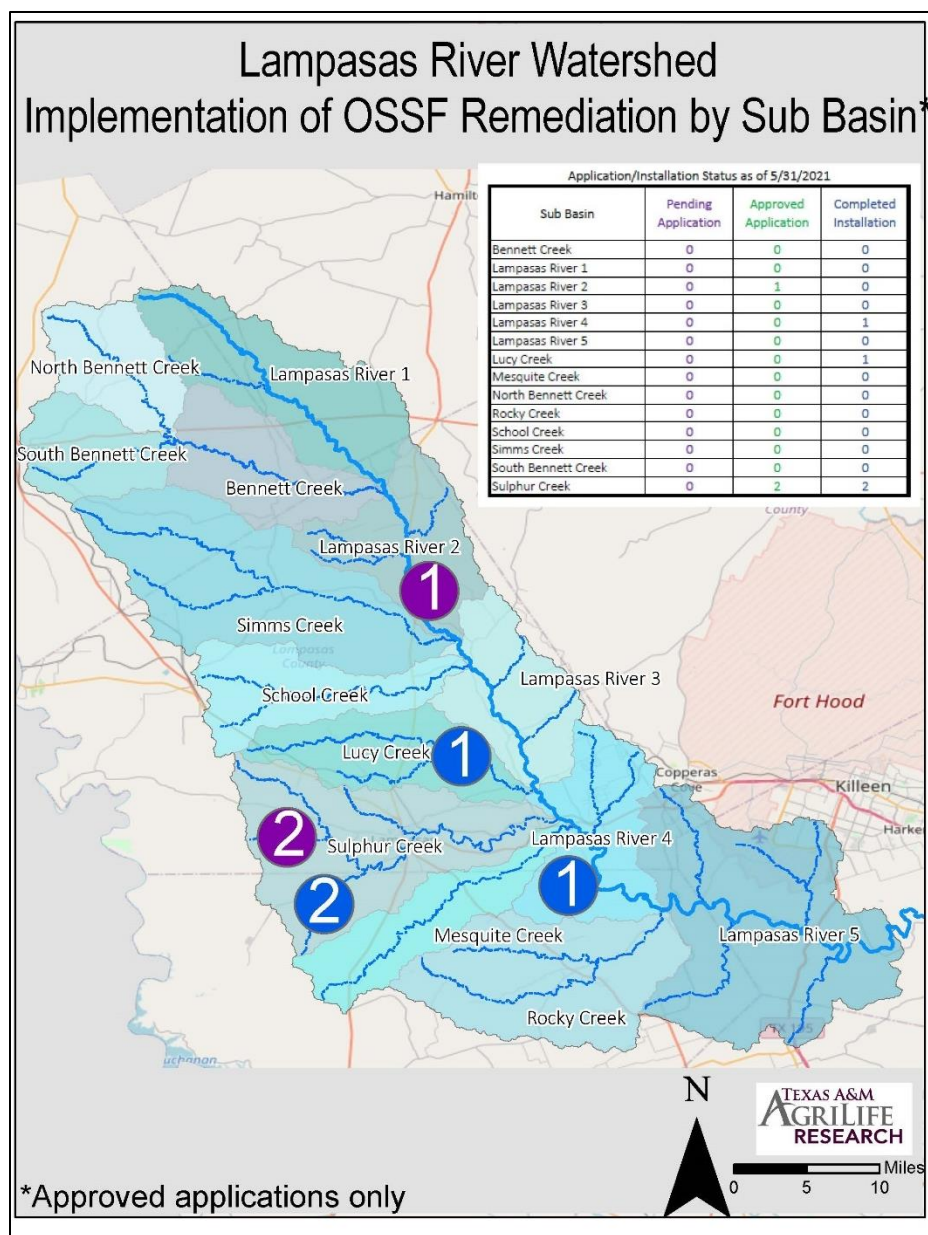 Lampasas River Watershed
Implementation of OSSF Remediation by Sub Basin*
Application/Installation Status as of 5/31/2021
Sub Basin Pending Application Approved Application Completed Installation
Bennett Creek 0 0 0
Lampasas River 1 0 0 0
Lampasas River 2 0 1 0
Lampasas River 3 0 0 0
Lampasas River 4 0 0 1
Lampasas River 5 0 0 0
Lucy Creek 0 0 1
Mesquite Creek 0 0 0
North Bennett Creek 0 0 0
Rocky Creek 0 0 0
School Creek 0 0 0
Simms Creek 0 0 0
South Bennett Creek 0 0 0
Sulphur Creek 0 2 2
Hamilt
North Bennett Creek
Lampasas River 1
South Bennett Creek
Bennett Creek
County
Lampasas River 2
1
Simms Creek
Lampasas
County
School Creek
Lampasas River 3
Fort Hood
Lucy Creek
1
Copperas
Cove
Killeen
Harker
2
Sulphur Creek
Lampasas River 4
2
1
Mesquite Creek
Lampasas River 5
Rocky Creek
TX 195
uchanan
N
TEXAS A&M
AGRILIFE
RESEARCH
Miles
0 5 10
*Approved applications only